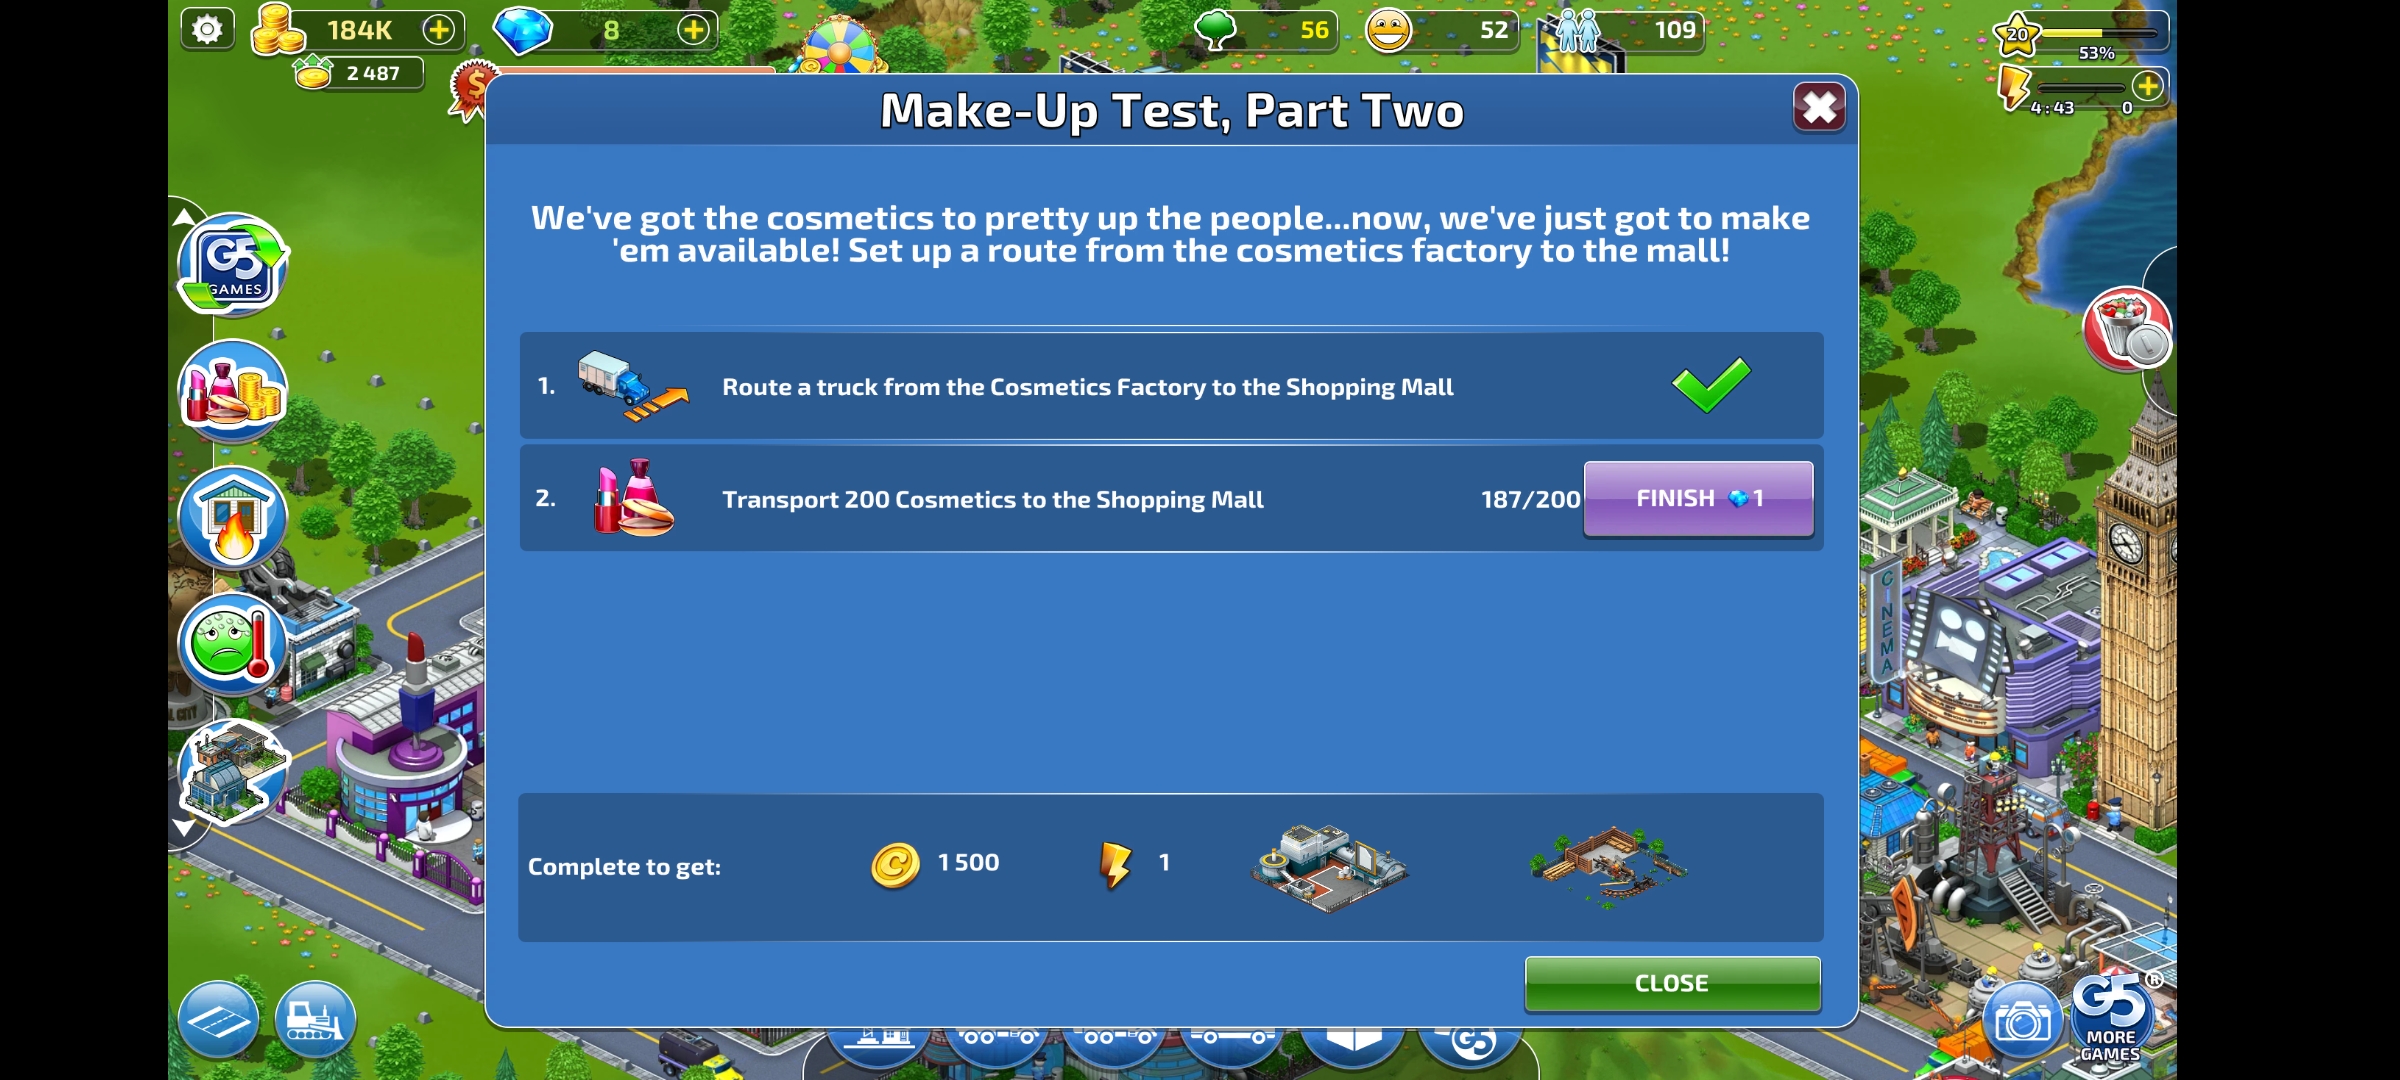 184K
8
56
52
109
20
53%
2 487
4:43
0
Make-Up Test, Part Two
We've got the cosmetics to pretty up the people...now, we've just got to make
'em available! Set up a route from the cosmetics factory to the mall!
1.
Route a truck from the Cosmetics Factory to the Shopping Mall
2.
Transport 200 Cosmetics to the Shopping Mall
187/200
FINISH 1
Complete to get:
1 500
1
CLOSE
G5
GAMES
CINEMA
G5
G5 ®
MORE
GAMES